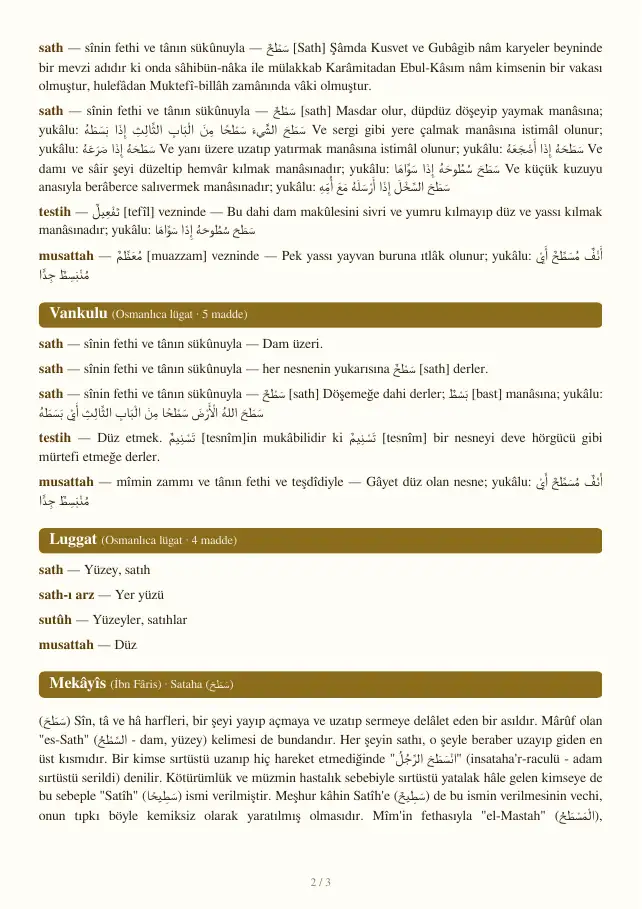 sath — sînin fethi ve tânın sükûnuyla — سَطْحٌ [Sath] Şâmda Kusvet ve Gubâgib nâm karyeler beyninde
bir mevzi adıdır ki onda sâhibün-nâka ile mülakkab Karâmitadan Ebul-Kâsım nâm kimsenin bir vakası
olmuştur, hulefâdan Muktefî-billâh zamânında vâki olmuştur.
sath — sînin fethi ve tânın sükûnuyla — سَطْحٌ [sath] Masdar olur, düpdüz döşeyip yaymak manâsına;
yukâlu: سَطَحَ الشَّيْءَ سَطْحًا مِنَ الْبَابِ الثَّالِثِ إِذَا بَسَطَهُ Ve sergi gibi yere çalmak manâsına istimâl olunur;
yukâlu: سَطَحَهُ إِذَا صَرَعَهُ Ve yanı üzere uzatıp yatırmak manâsına istimâl olunur; yukâlu: سَطَحَهُ إِذَا أَضْجَعَهُ Ve
damı ve sâir şeyi düzeltip hemvâr kılmak manâsınadır; yukâlu: سَطَحَ سُطُوحَهُ إِذَا سَوَّاهَا Ve küçük kuzuyu
anasıyla berâberce salıvermek manâsınadır; yukâlu: سَطَحَ السَّخْلَ إِذَا أَرْسَلَهُ مَعَ أُمِّهِ
testih — تَفْعِيلٌ [tefîl] vezninde — Bu dahi dam makûlesini sivri ve yumru kılmayıp düz ve yassı kılmak
manâsınadır; yukâlu: سَطَحَ سُطُوحَهُ إِذَا سَوَّاهَا
musattah — مُعَظَّمٌ [muazzam] vezninde — Pek yassı yayvan buruna ıtlâk olunur; yukâlu: أَنْفٌ مُسَطَّحٌ أَيْ
مُنْبَسِطٌ جِدًّا
Vankulu (Osmanlıca lügat · 5 madde)
sath — sînin fethi ve tânın sükûnuyla — Dam üzeri.
sath — sînin fethi ve tânın sükûnuyla — her nesnenin yukarısına سَطْحٌ [sath] derler.
sath — sînin fethi ve tânın sükûnuyla — سَطْحٌ [sath] Döşemeğe dahi derler; بَسْطٌ [bast] manâsına; yukâlu:
سَطَحَ اللهُ الْأَرْضَ سَطْحًا مِنَ الْبَابِ الثَّالِثِ أَيْ بَسَطَهُ
testih — Düz etmek. تَسْنِيمٌ [tesnîm]in mukâbilidir ki تَسْنِيمٌ [tesnîm] bir nesneyi deve hörgücü gibi
mürtefi etmeğe derler.
musattah — mîmin zammı ve tânın fethi ve teşdîdiyle — Gâyet düz olan nesne; yukâlu: أَنْفٌ مُسَطَّحٌ أَيْ
مُنْبَسِطٌ جِدًّا
Luggat (Osmanlıca lügat · 4 madde)
sath — Yüzey, satıh
sath-ı arz — Yer yüzü
sutûh — Yüzeyler, satıhlar
musattah — Düz
Mekâyîs (İbn Fâris) · Sataha (سَطَحَ)
(سَطَحَ) Sîn, tâ ve hâ harfleri, bir şeyi yayıp açmaya ve uzatıp sermeye delâlet eden bir asıldır. Mârûf olan
"es-Sath" (السَّطْحُ - dam, yüzey) kelimesi de bundandır. Her şeyin sathı, o şeyle beraber uzayıp giden en
üst kısmıdır. Bir kimse sırtüstü uzanıp hiç hareket etmediğinde "انْسَطَحَ الرَّجُلُ" (insataha'r-raculü - adam
sırtüstü serildi) denilir. Kötürümlük ve müzmin hastalık sebebiyle sırtüstü yatalak hâle gelen kimseye de
bu sebeple "Satîh" (سَطِيحًا) ismi verilmiştir. Meşhur kâhin Satîh'e (سَطِيحٌ) de bu ismin verilmesinin vechi,
onun tıpkı böyle kemiksiz olarak yaratılmış olmasıdır. Mîm'in fethasıyla "el-Mastah" (الْمَسْطَحُ),
2 / 3